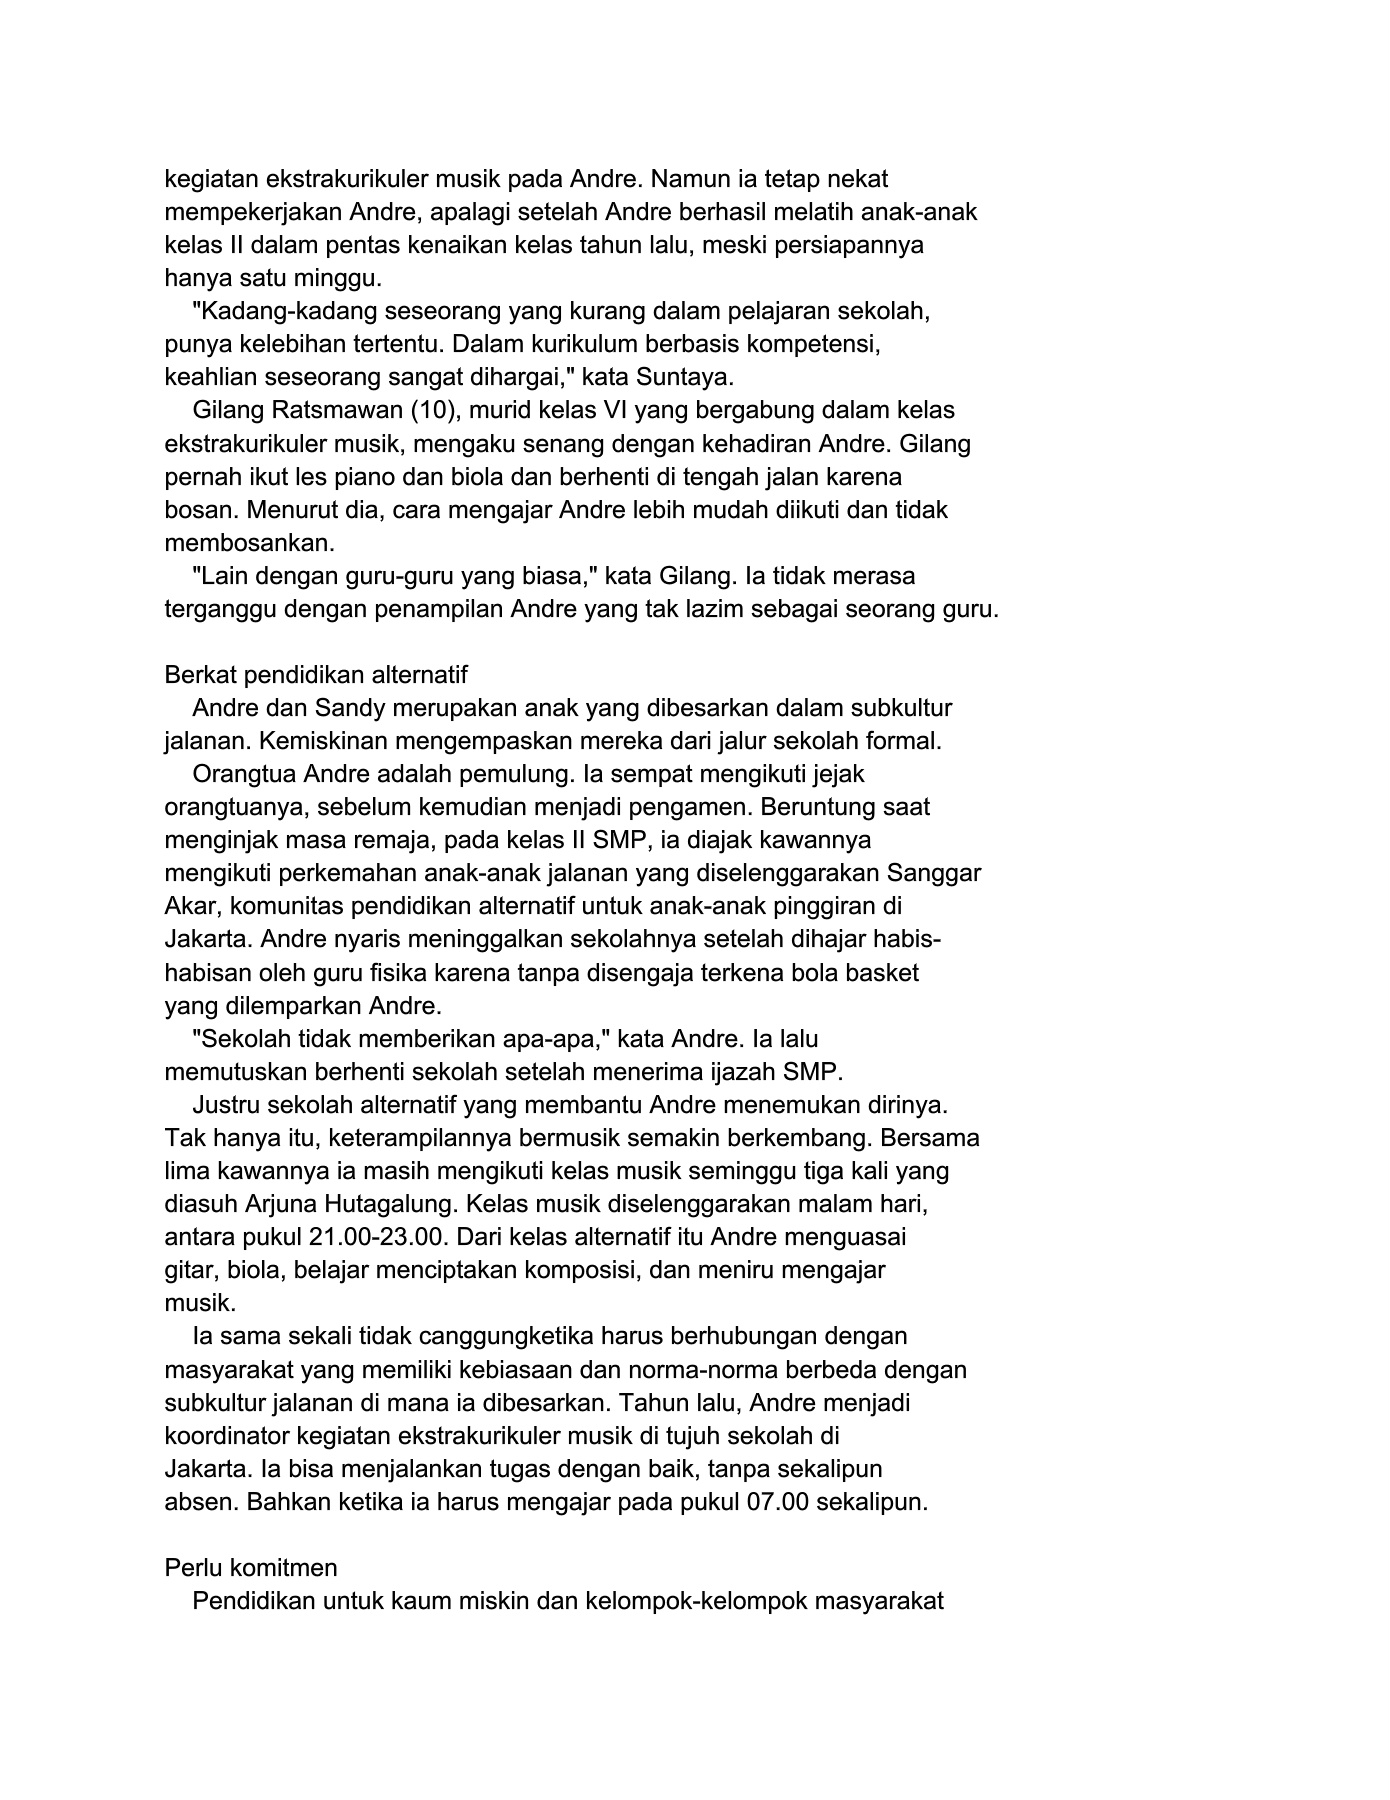 kegiatan ekstrakurikuler musik pada Andre. Namun ia tetap nekat
mempekerjakan Andre, apalagi setelah Andre berhasil melatih anak-anak
kelas II dalam pentas kenaikan kelas tahun lalu, meski persiapannya
hanya satu minggu.
"Kadang-kadang seseorang yang kurang dalam pelajaran sekolah,
punya kelebihan tertentu. Dalam kurikulum berbasis kompetensi,
keahlian seseorang sangat dihargai," kata Suntaya.
Gilang Ratsmawan (10), murid kelas VI yang bergabung dalam kelas
ekstrakurikuler musik, mengaku senang dengan kehadiran Andre. Gilang
pernah ikut les piano dan biola dan berhenti di tengah jalan karena
bosan. Menurut dia, cara mengajar Andre lebih mudah diikuti dan tidak
membosankan.
"Lain dengan guru-guru yang biasa," kata Gilang. Ia tidak merasa
terganggu dengan penampilan Andre yang tak lazim sebagai seorang guru.
Berkat pendidikan alternatif
Andre dan Sandy merupakan anak yang dibesarkan dalam subkultur
jalanan. Kemiskinan mengempaskan mereka dari jalur sekolah formal.
Orangtua Andre adalah pemulung. Ia sempat mengikuti jejak
orangtuanya, sebelum kemudian menjadi pengamen. Beruntung saat
menginjak masa remaja, pada kelas II SMP, ia diajak kawannya
mengikuti perkemahan anak-anak jalanan yang diselenggarakan Sanggar
Akar, komunitas pendidikan alternatif untuk anak-anak pinggiran di
Jakarta. Andre nyaris meninggalkan sekolahnya setelah dihajar habis-
habisan oleh guru fisika karena tanpa disengaja terkena bola basket
yang dilemparkan Andre.
"Sekolah tidak memberikan apa-apa," kata Andre. Ia lalu
memutuskan berhenti sekolah setelah menerima ijazah SMP.
Justru sekolah alternatif yang membantu Andre menemukan dirinya.
Tak hanya itu, keterampilannya bermusik semakin berkembang. Bersama
lima kawannya ia masih mengikuti kelas musik seminggu tiga kali yang
diasuh Arjuna Hutagalung. Kelas musik diselenggarakan malam hari,
antara pukul 21.00-23.00. Dari kelas alternatif itu Andre menguasai
gitar, biola, belajar menciptakan komposisi, dan meniru mengajar
musik.
Ia sama sekali tidak canggungketika harus berhubungan dengan
masyarakat yang memiliki kebiasaan dan norma-norma berbeda dengan
subkultur jalanan di mana ia dibesarkan. Tahun lalu, Andre menjadi
koordinator kegiatan ekstrakurikuler musik di tujuh sekolah di
Jakarta. Ia bisa menjalankan tugas dengan baik, tanpa sekalipun
absen. Bahkan ketika ia harus mengajar pada pukul 07.00 sekalipun.
Perlu komitmen
Pendidikan untuk kaum miskin dan kelompok-kelompok masyarakat